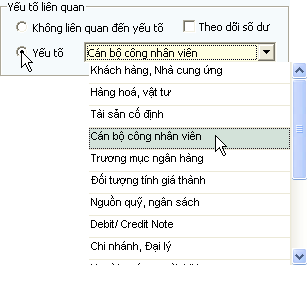 Yếu tố liên quan
Không liên quan đến yếu tố Theo dõi số dư
Yếu tố Cán bộ công nhân viên
Khách hàng, Nhà cung ứng
Hàng hoá, vật tư
Tài sản cố định
Cán bộ công nhân viên
Trương mục ngân hàng
Đối tượng tính giá thành
Nguồn quỹ, ngân sách
Debit/ Credit Note
Chi nhánh, Đại lý